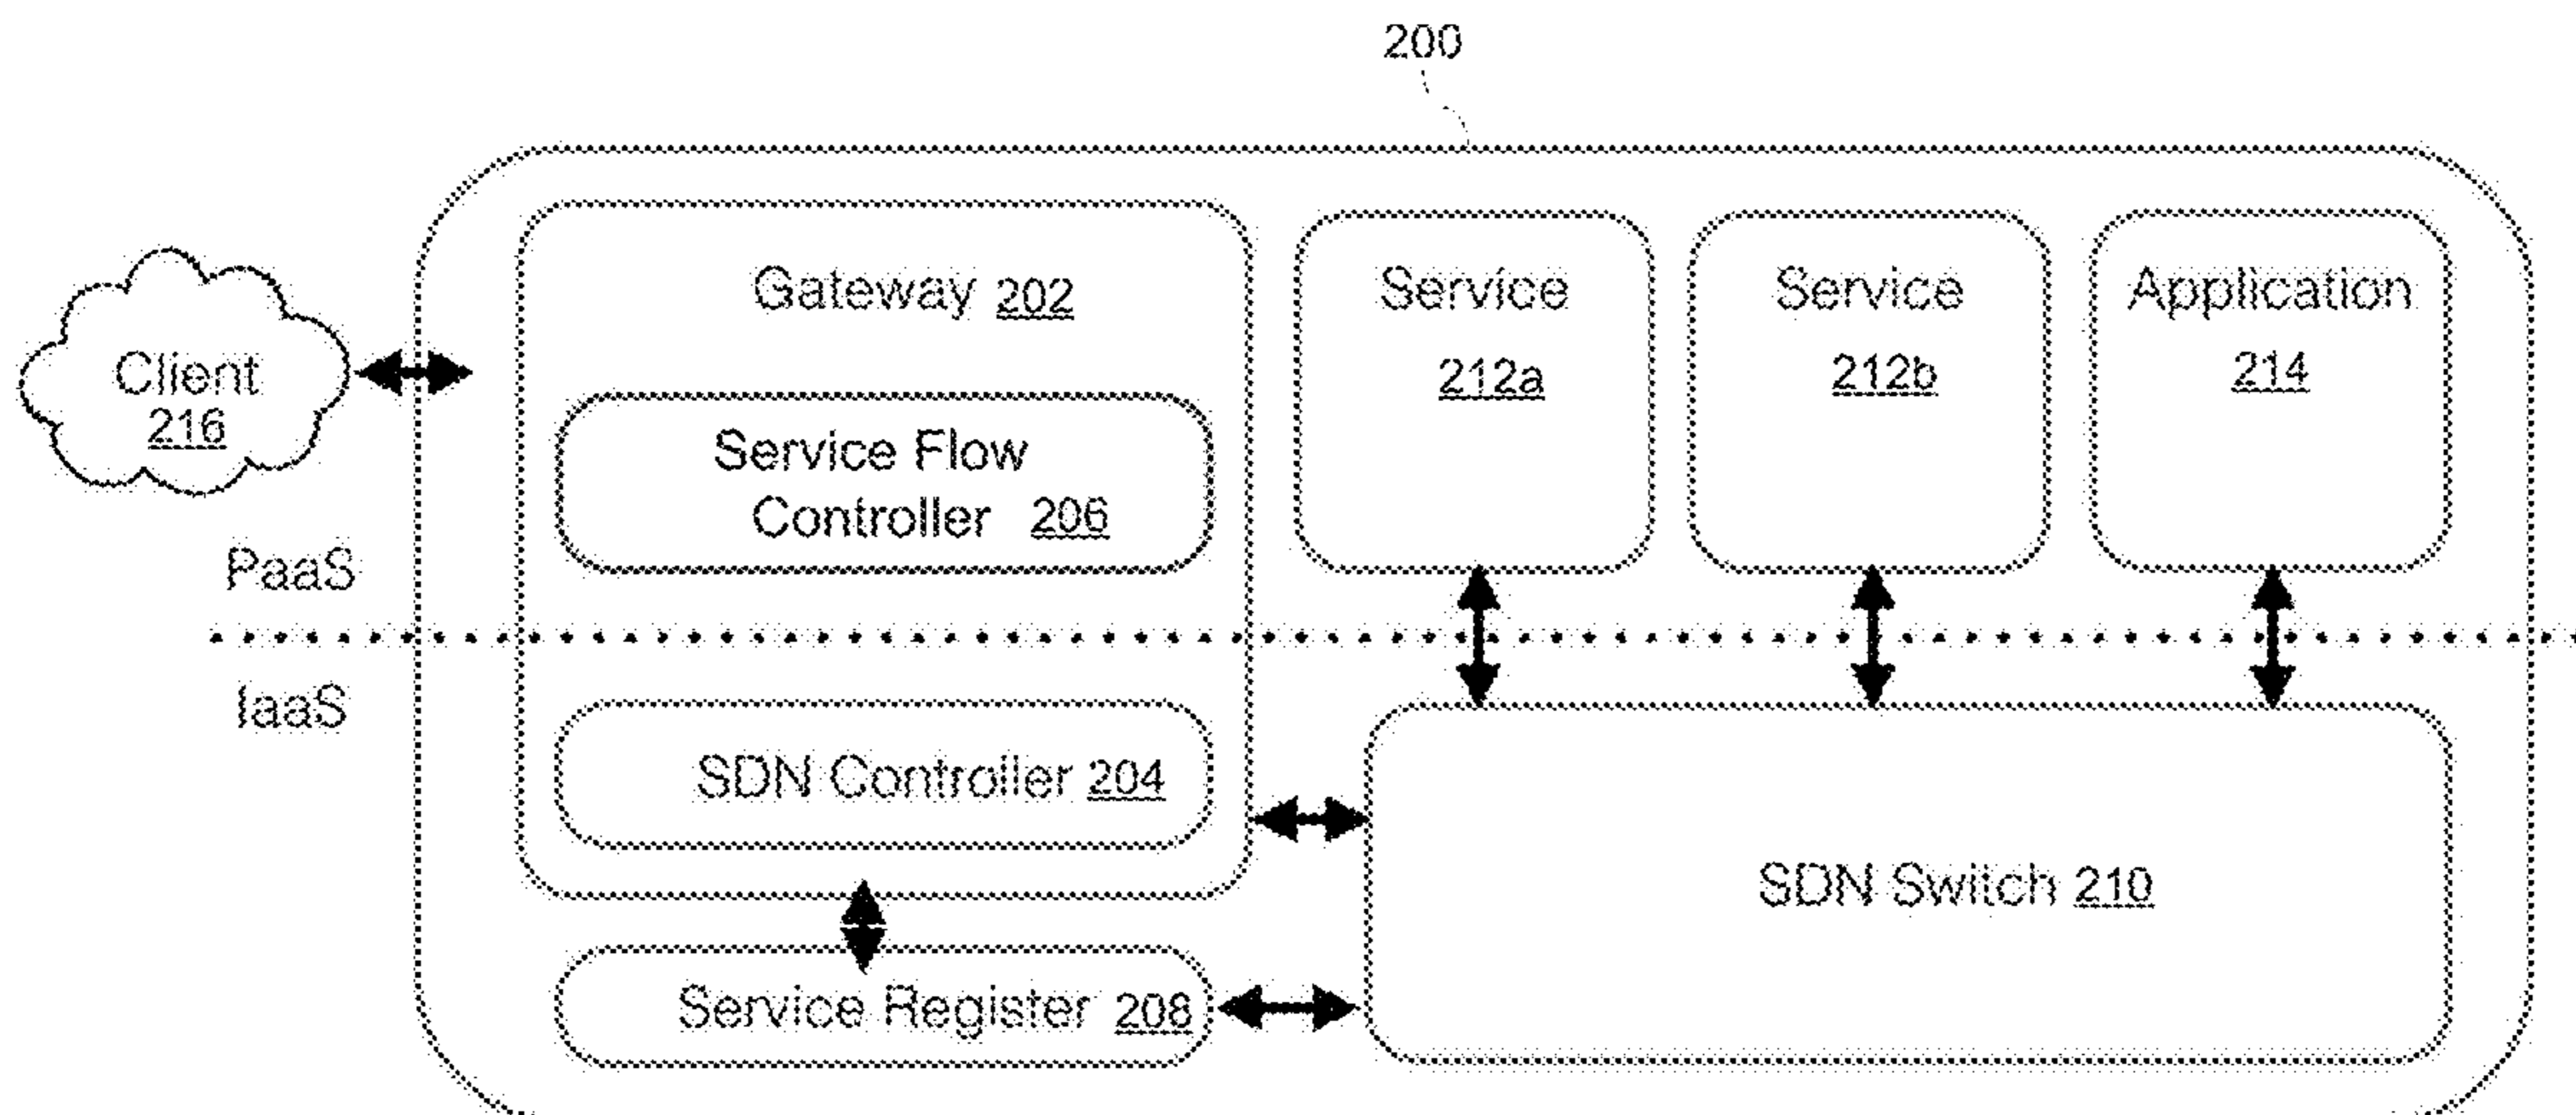 200
Gateway 202
Service
212a
Service
212b
Application
214
Client
216
Service Flow
Controller 206
PaaS
IaaS
SDN Controller 204
SDN Switch 210
Service Register 208